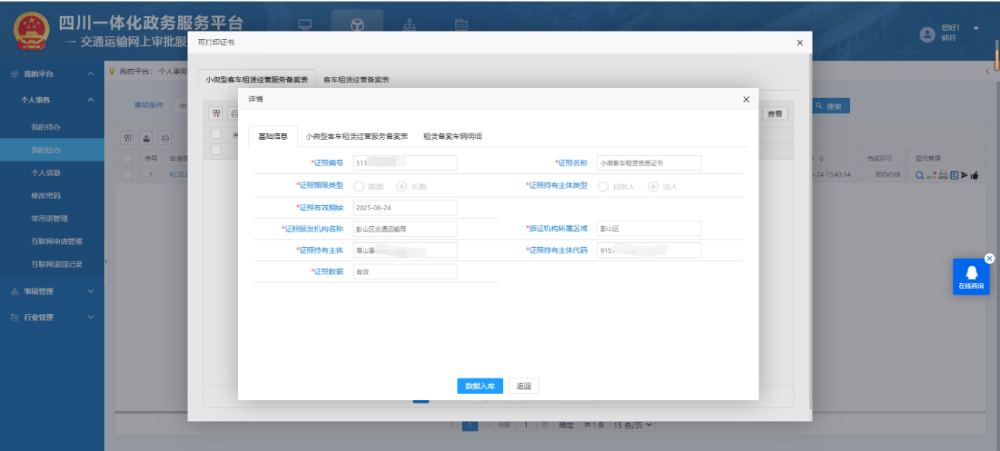 四川一体化政务服务平台
一 交通运输网上审批服
您好!
邱月
我的平台
个人事务
我的待办
我的经办
个人信息
修改密码
常用语管理
互联网申请管理
互联网退回记录
事项管理
行业管理
我的平台： 个人事务
事项条件
搜索
序号
申请事
当前环节
操作管理
1
KCZLB
-24 15:43:14
即办办结
可打印证书
小微型客车租赁经营服务备案表
客车租赁经营备案表
查看
序
详情
基础信息
小微型客车租赁经营服务备案表
租赁备案车辆明细
*证照编号
511
*证照名称
小微客车租赁资质证书
*证照期限类型
限期
长期
*证照持有主体类型
自然人
法人
*证照有效期始
2025-06-24
*证照颁发机构名称
彭山区交通运输局
*颁证机构所属区域
彭山区
*证照持有主体
眉山富
*证照持有主体代码
915
*证照数据
有效
数据入库
返回
1
到第
1
页
确定
共 1 条
15 条/页
在线咨询